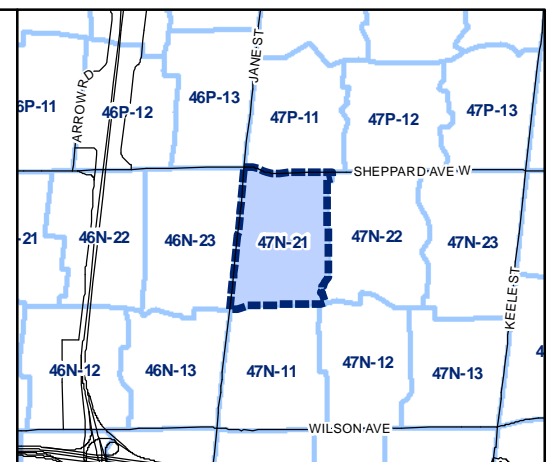 JANE ST
ARROW RD
6P-11
46P-12
46P-13
47P-11
47P-12
47P-13
SHEPPARD AVE W
-21
46N-22
46N-23
47N-21
47N-22
47N-23
KEELE ST
46N-12
46N-13
47N-11
47N-12
47N-13
4
WILSON AVE